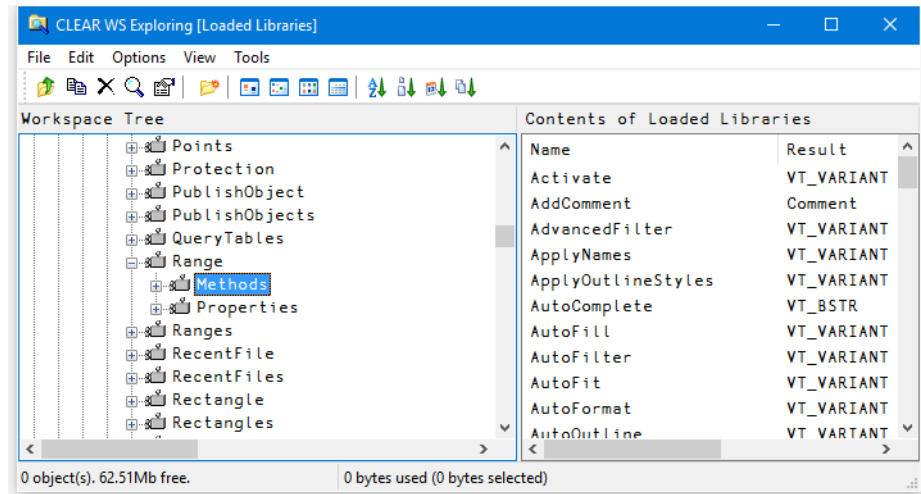 CLEAR WS Exploring [Loaded Libraries]
File Edit Options View Tools
Workspace Tree
Points
Protection
PublishObject
PublishObjects
QueryTables
Range
Methods
Properties
Ranges
RecentFile
RecentFiles
Rectangle
Rectangles
Contents of Loaded Libraries
Name Result
Activate VT_VARIANT
AddComment Comment
AdvancedFilter VT_VARIANT
ApplyNames VT_VARIANT
ApplyOutlineStyles VT_VARIANT
AutoComplete VT_BSTR
AutoFill VT_VARIANT
AutoFilter VT_VARIANT
AutoFit VT_VARIANT
AutoFormat VT_VARIANT
AutoOutline VT_VARIANT
0 object(s). 62.51Mb free. 0 bytes used (0 bytes selected)